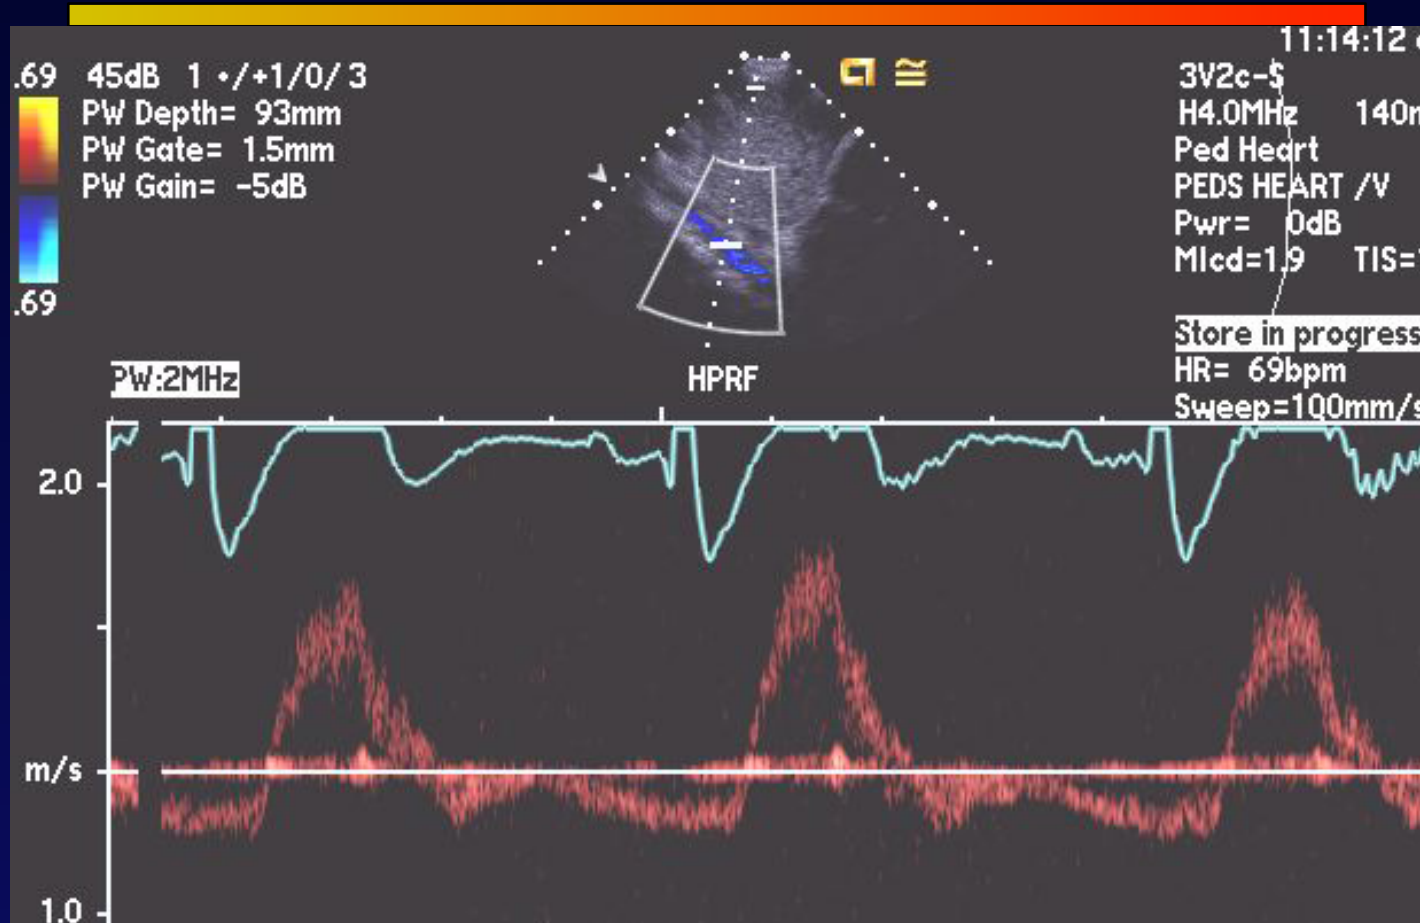 11:14:12
.69 45dB 1 •/+1/0/ 3
PW Depth= 93mm
PW Gate= 1.5mm
PW Gain= -5dB
.69
3V2c-S
H4.0MHz
Ped Heart
PEDS HEART /V
Pwr= 0dB
MIcd=1.9 TIS=
Store in progress
HR= 69bpm
Sweep=100mm/s
PW:2MHz
HPRF
2.0
m/s
1.0